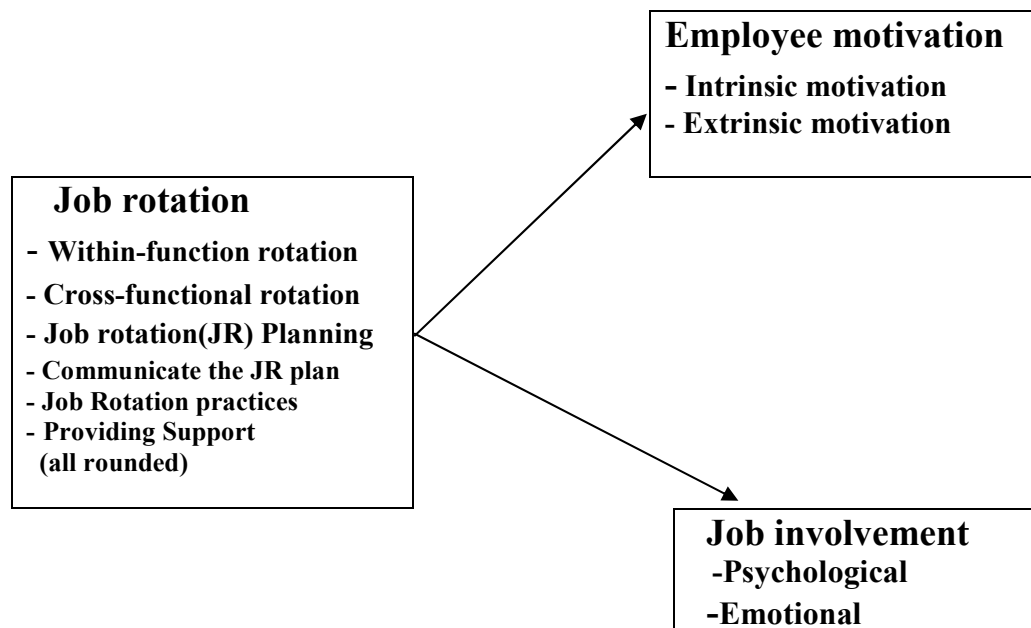 Employee motivation
- Intrinsic motivation
- Extrinsic motivation
Job rotation
- Within-function rotation
- Cross-functional rotation
- Job rotation(JR) Planning
- Communicate the JR plan
- Job Rotation practices
- Providing Support
(all rounded)
Job involvement
-Psychological
-Emotional